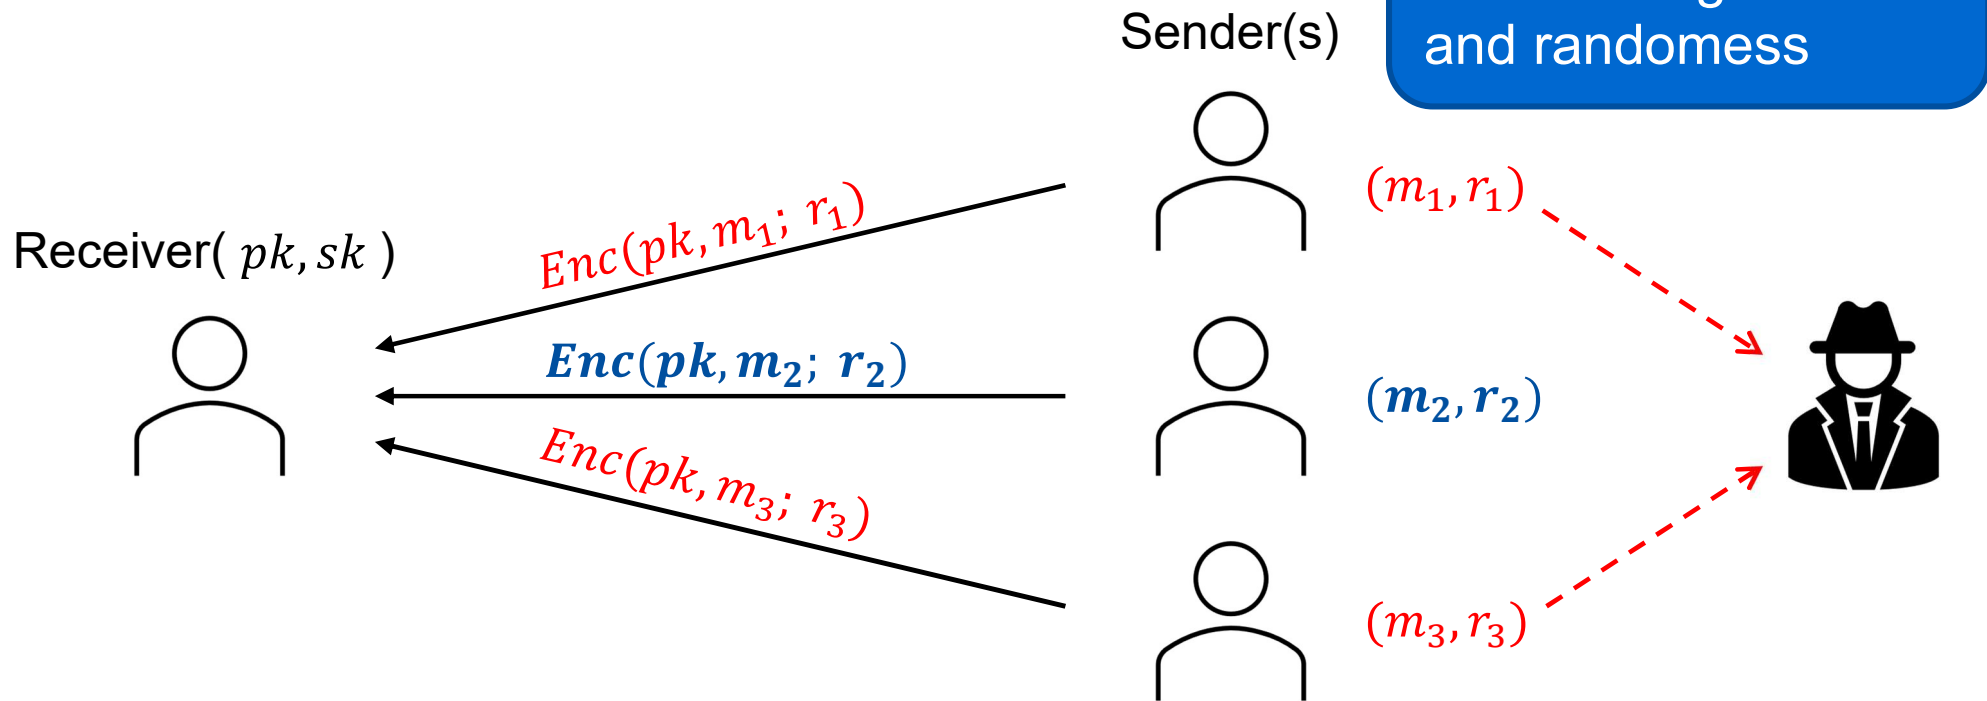 Sender(s)
and randomess
(m₁, r₁)
Enc(pk, m₁; r₁)
Receiver( pk, sk )
Enc(pk, m₂; r₂)
(m₂, r₂)
Enc(pk, m₃; r₃)
(m₃, r₃)